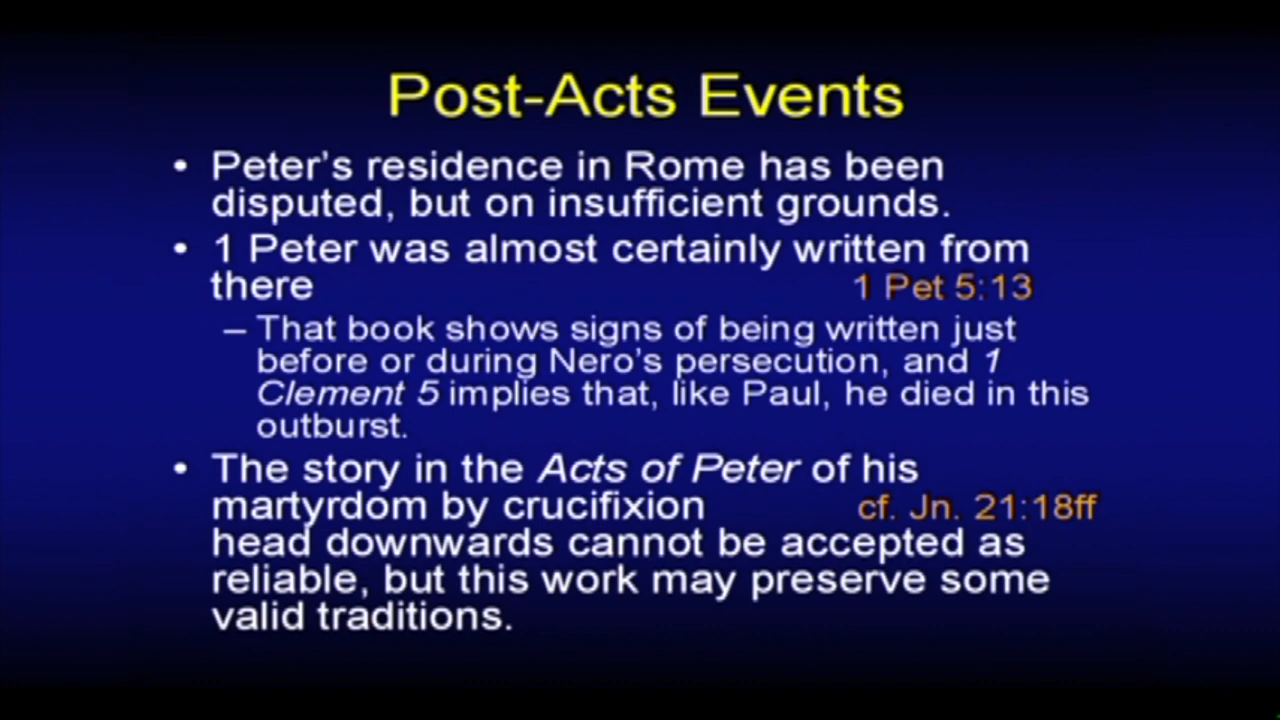 Post-Acts Events
• Peter’s residence in Rome has been
disputed, but on insufficient grounds.
• 1 Peter was almost certainly written from
there 1 Pet 5:13
– That book shows signs of being written just
before or during Nero’s persecution, and 1
Clement 5 implies that, like Paul, he died in this
outburst.
• The story in the Acts of Peter of his
martyrdom by crucifixion cf. Jn. 21:18ff
head downwards cannot be accepted as
reliable, but this work may preserve some
valid traditions.